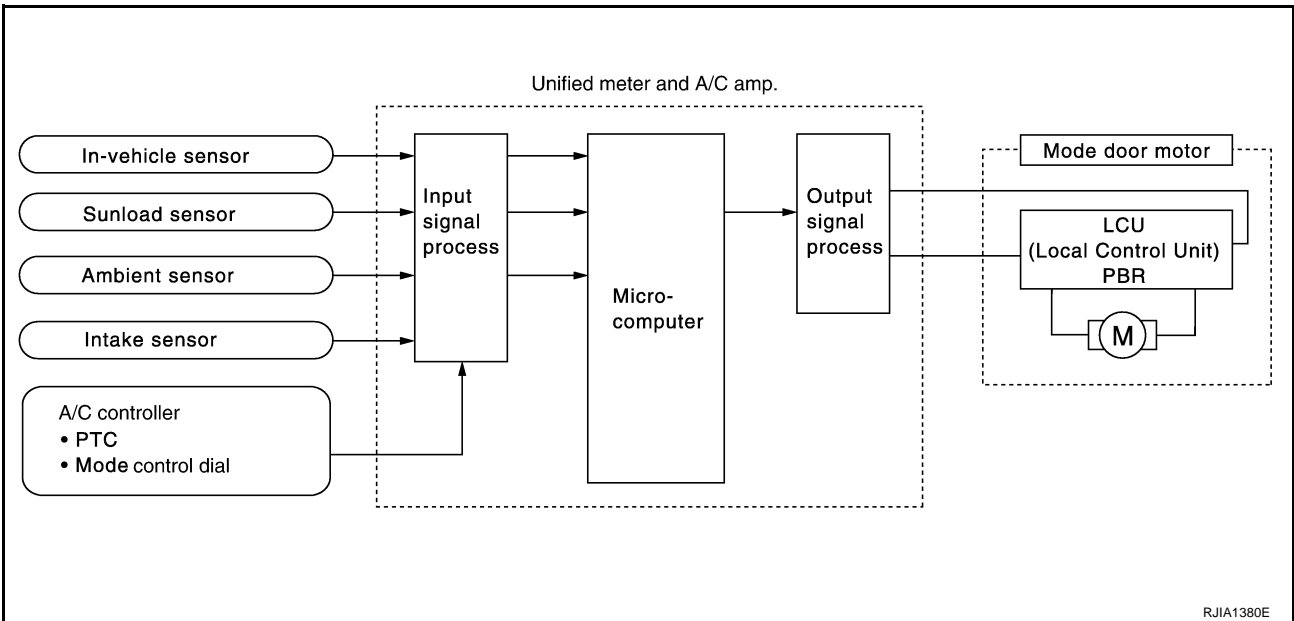 Unified meter and A/C amp.
In-vehicle sensor
Sunload sensor
Ambient sensor
Intake sensor
A/C controller
• PTC
• Mode control dial
Input
signal
process
Micro-
computer
Output
signal
process
Mode door motor
LCU
(Local Control Unit)
PBR
M
RJIA1380E